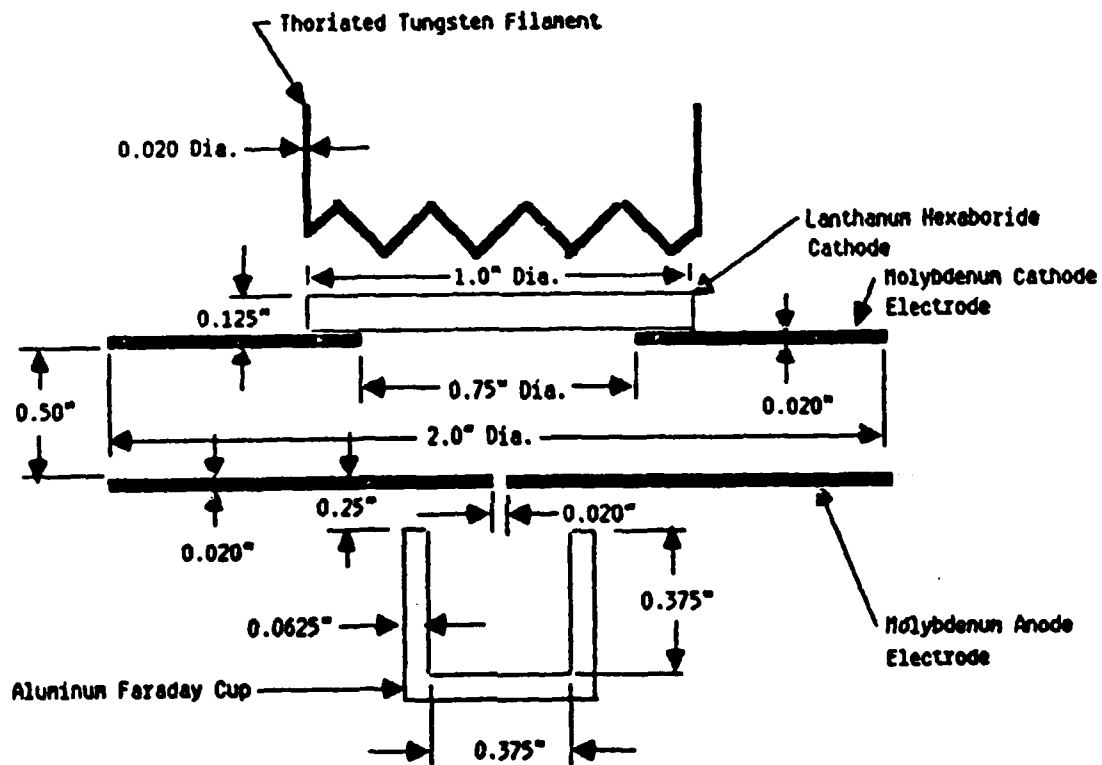 Thoriated Tungsten Filament
0.020 Dia.
Lanthanum Hexaboride
Cathode
1.0" Dia.
Molybdenum Cathode
Electrode
0.125"
0.75" Dia.
0.020"
0.50"
2.0" Dia.
0.25"
0.020"
0.020"
0.375"
0.0625"
Molybdenum Anode
Electrode
Aluminum Faraday Cup
0.375"